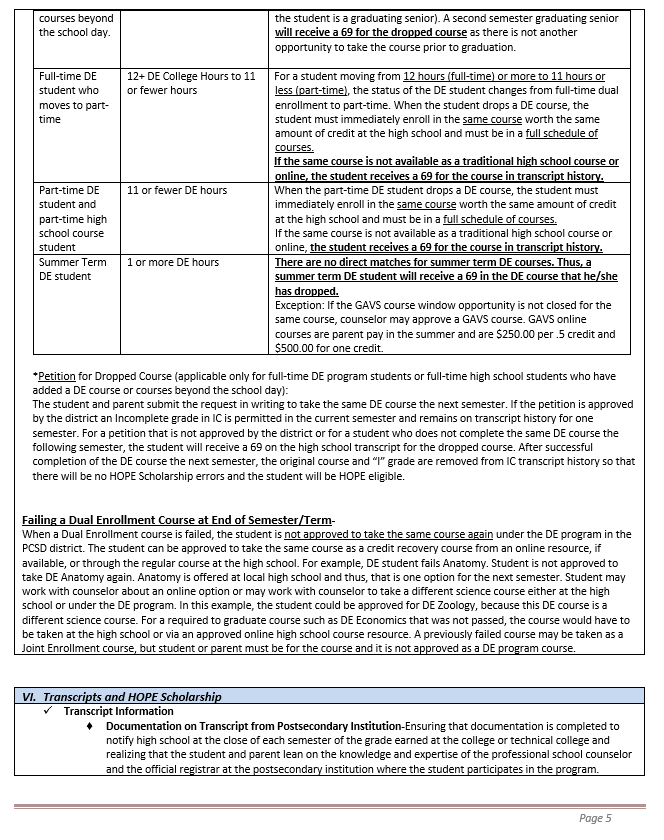 courses beyond
the school day.
the student is a graduating senior). A second semester graduating senior
will receive a 69 for the dropped course as there is not another
opportunity to take the course prior to graduation.
Full-time DE
student who
moves to part-
time
12+ DE College Hours to 11
or fewer hours
For a student moving from 12 hours (full-time) or more to 11 hours or
less (part-time), the status of the DE student changes from full-time dual
enrollment to part-time. When the student drops a DE course, the
student must immediately enroll in the same course worth the same
amount of credit at the high school and must be in a full schedule of
courses.
If the same course is not available as a traditional high school course or
online, the student receives a 69 for the course in transcript history.
Part-time DE
student and
part-time high
school course
student
11 or fewer DE hours
When the part-time DE student drops a DE course, the student must
immediately enroll in the same course worth the same amount of credit
at the high school and must be in a full schedule of courses.
If the same course is not available as a traditional high school course or
online, the student receives a 69 for the course in transcript history.
Summer Term
DE student
1 or more DE hours
There are no direct matches for summer term DE courses. Thus, a
summer term DE student will receive a 69 in the DE course that he/she
has dropped.
Exception: If the GAVS course window opportunity is not closed for the
same course, counselor may approve a GAVS course. GAVS online
courses are parent pay in the summer and are $250.00 per .5 credit and
$500.00 for one credit.
*Petition for Dropped Course (applicable only for full-time DE program students or full-time high school students who have
added a DE course or courses beyond the school day):
The student and parent submit the request in writing to take the same DE course the next semester. If the petition is approved
by the district an Incomplete grade in IC is permitted in the current semester and remains on transcript history for one
semester. For a petition that is not approved by the district or for a student who does not complete the same DE course the
following semester, the student will receive a 69 on the high school transcript for the dropped course. After successful
completion of the DE course the next semester, the original course and "I" grade are removed from IC transcript history so that
there will be no HOPE Scholarship errors and the student will be HOPE eligible.
Failing a Dual Enrollment Course at End of Semester/Term-
When a Dual Enrollment course is failed, the student is not approved to take the same course again under the DE program in the
PCSD district. The student can be approved to take the same course as a credit recovery course from an online resource, if
available, or through the regular course at the high school. For example, DE student fails Anatomy. Student is not approved to
take DE Anatomy again. Anatomy is offered at local high school and thus, that is one option for the next semester. Student may
work with counselor about an online option or may work with counselor to take a different science course either at the high
school or under the DE program. In this example, the student could be approved for DE Zoology, because this DE course is a
different science course. For a required to graduate course such as DE Economics that was not passed, the course would have to
be taken at the high school or via an approved online high school course resource. A previously failed course may be taken as a
Joint Enrollment course, but student or parent must be for the course and it is not approved as a DE program course.
VI. Transcripts and HOPE Scholarship
✓ Transcript Information
♦ Documentation on Transcript from Postsecondary Institution-Ensuring that documentation is completed to
notify high school at the close of each semester of the grade earned at the college or technical college and
realizing that the student and parent lean on the knowledge and expertise of the professional school counselor
and the official registrar at the postsecondary institution where the student participates in the program.
Page 5